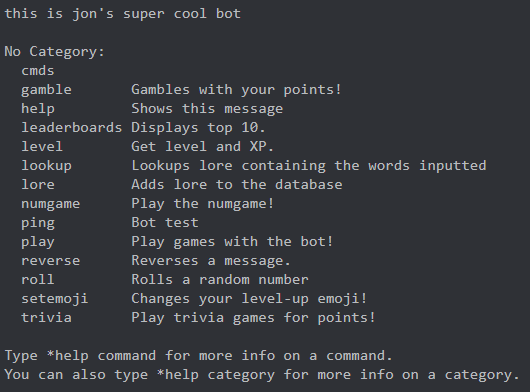 this is jon's super cool bot

No Category:
  cmds
  gamble       Gambles with your points!
  help         Shows this message
  leaderboards Displays top 10.
  level        Get level and XP.
  lookup       Lookups lore containing the words inputted
  lore         Adds lore to the database
  numgame      Play the numgame!
  ping         Bot test
  play         Play games with the bot!
  reverse      Reverses a message.
  roll         Rolls a random number
  setemoji     Changes your level-up emoji!
  trivia       Play trivia games for points!

Type *help command for more info on a command.
You can also type *help category for more info on a category.